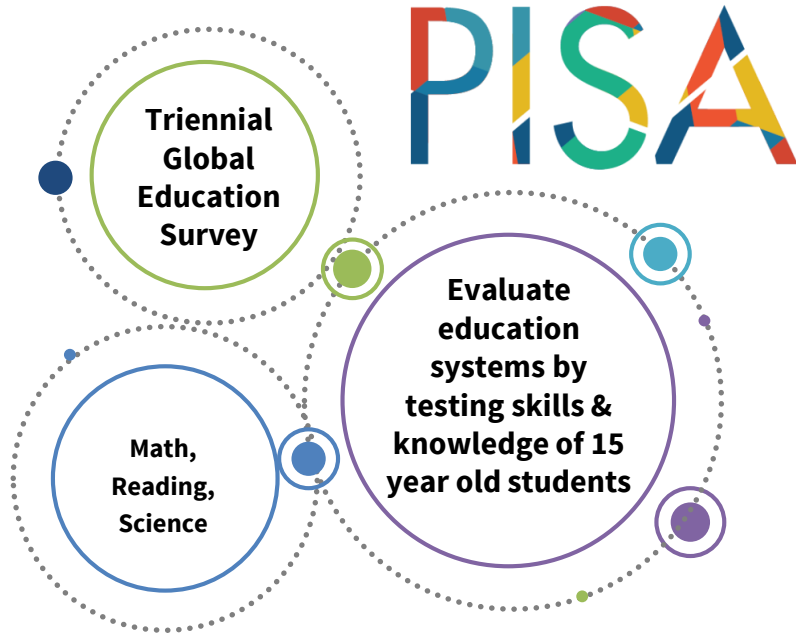 PISA
Triennial
Global
Education
Survey
Evaluate
education
systems by
testing skills &
knowledge of 15
year old students
Math,
Reading,
Science